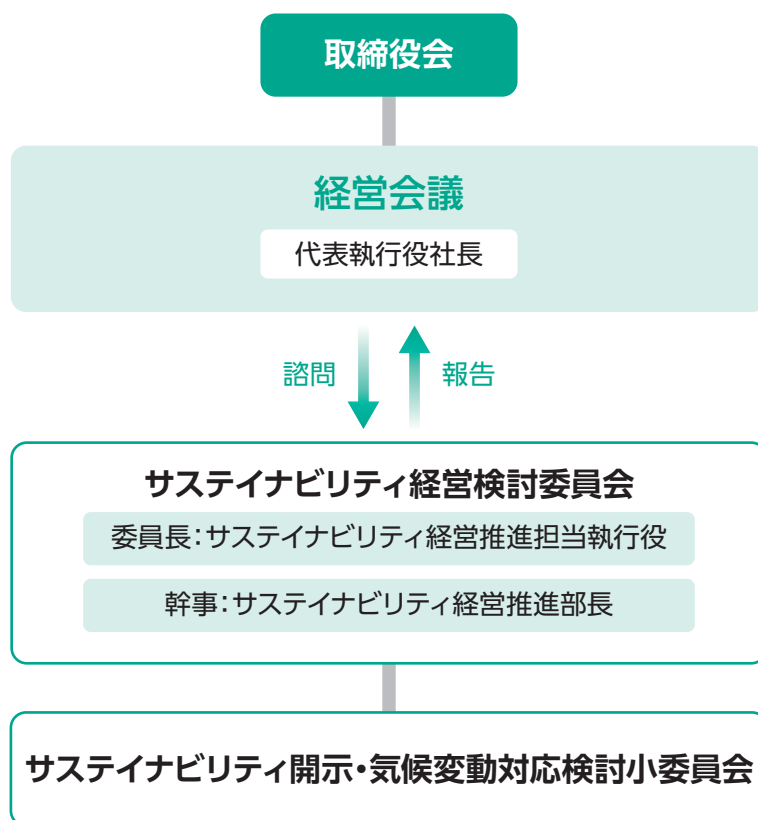 取締役会
経営会議
代表執行役社長
諮問
報告
サステイナビリティ経営検討委員会
委員長:サステイナビリティ経営推進担当執行役
幹事:サステイナビリティ経営推進部長
サステイナビリティ開示・気候変動対応検討小委員会